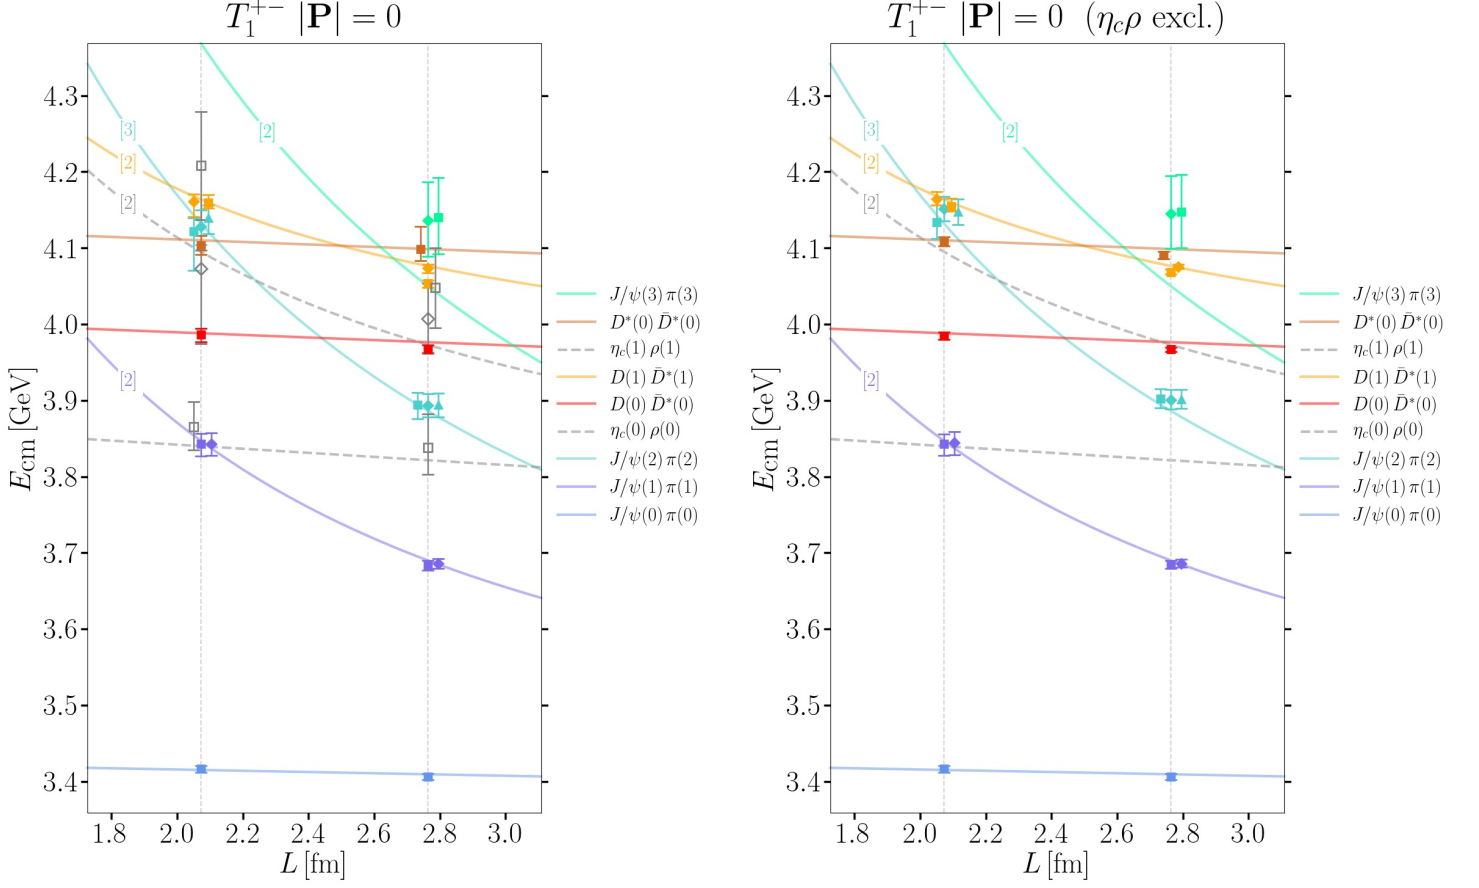 T₁⁺⁻ |P| = 0
4.3
4.2
4.1
4.0
3.9
3.8
3.7
3.6
3.5
3.4
E_cm [GeV]
[3]
[2]
[2]
[2]
[2]
1.8 2.0 2.2 2.4 2.6 2.8 3.0
L [fm]
J/ψ(3) π(3)
D*(0) D̄*(0)
η_c(1) ρ(1)
D(1) D̄*(1)
D(0) D̄*(0)
η_c(0) ρ(0)
J/ψ(2) π(2)
J/ψ(1) π(1)
J/ψ(0) π(0)
T₁⁺⁻ |P| = 0 (η_cρ excl.)
4.3
4.2
4.1
4.0
3.9
3.8
3.7
3.6
3.5
3.4
E_cm [GeV]
[3]
[2]
[2]
[2]
[2]
1.8 2.0 2.2 2.4 2.6 2.8 3.0
L [fm]
J/ψ(3) π(3)
D*(0) D̄*(0)
η_c(1) ρ(1)
D(1) D̄*(1)
D(0) D̄*(0)
η_c(0) ρ(0)
J/ψ(2) π(2)
J/ψ(1) π(1)
J/ψ(0) π(0)